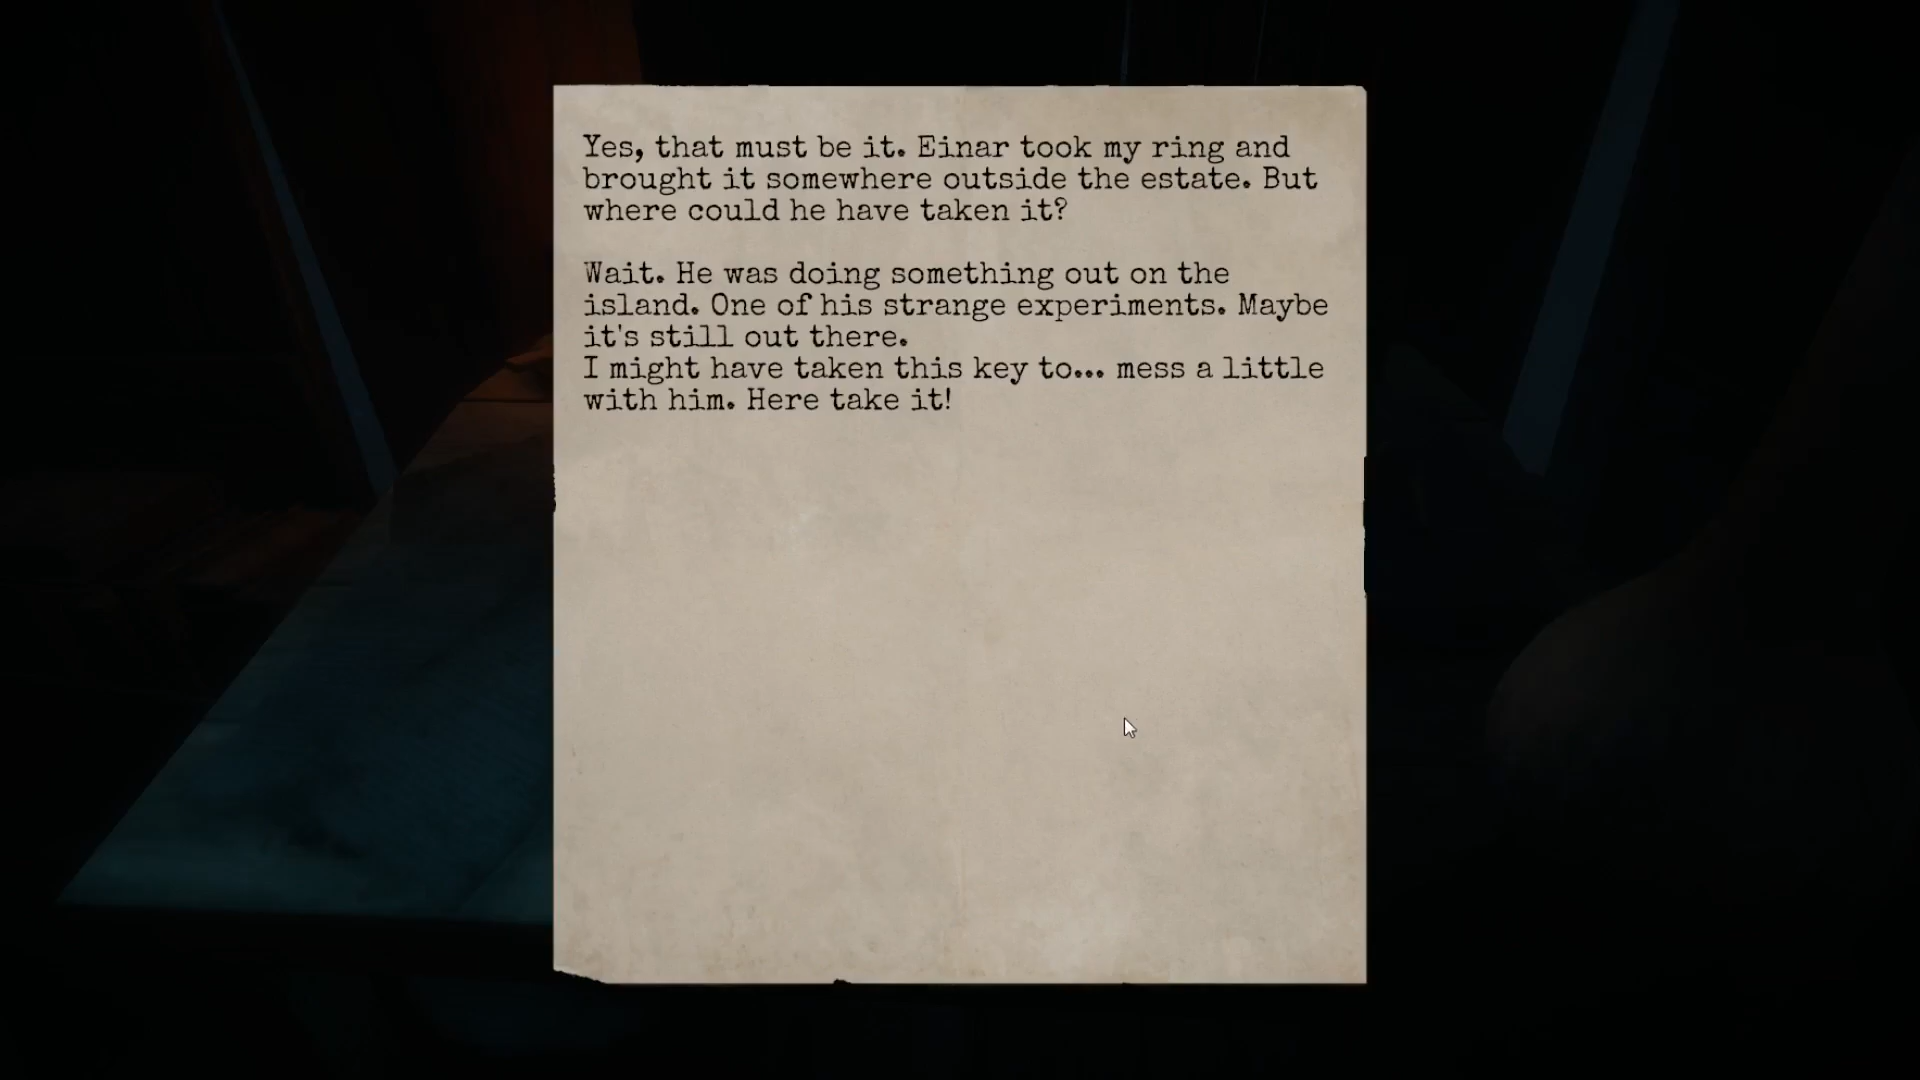 Yes, that must be it. Einar took my ring and
brought it somewhere outside the estate. But
where could he have taken it?
Wait. He was doing something out on the
island. One of his strange experiments. Maybe
it's still out there.
I might have taken this key to... mess a little
with him. Here take it!